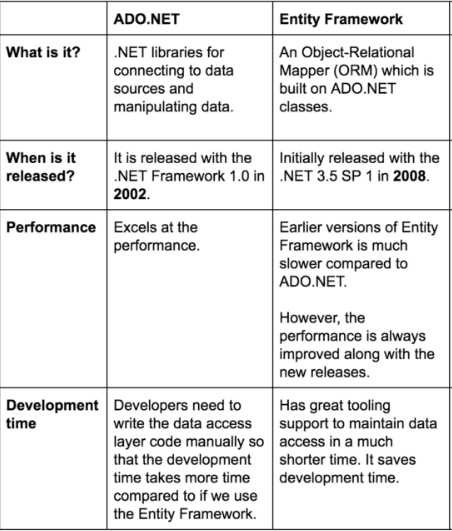 ADO.NET
Entity Framework
What is it?
.NET libraries for
connecting to data
sources and
manipulating data.
An Object-Relational
Mapper (ORM) which is
built on ADO.NET
classes.
When is it
released?
It is released with the
.NET Framework 1.0 in
2002.
Initially released with the
.NET 3.5 SP 1 in 2008.
Performance
Excels at the
performance.
Earlier versions of Entity
Framework is much
slower compared to
ADO.NET.
However, the
performance is always
improved along with the
new releases.
Development
time
Developers need to
write the data access
layer code manually so
that the development
time takes more time
compared to if we use
the Entity Framework.
Has great tooling
support to maintain data
access in a much
shorter time. It saves
development time.